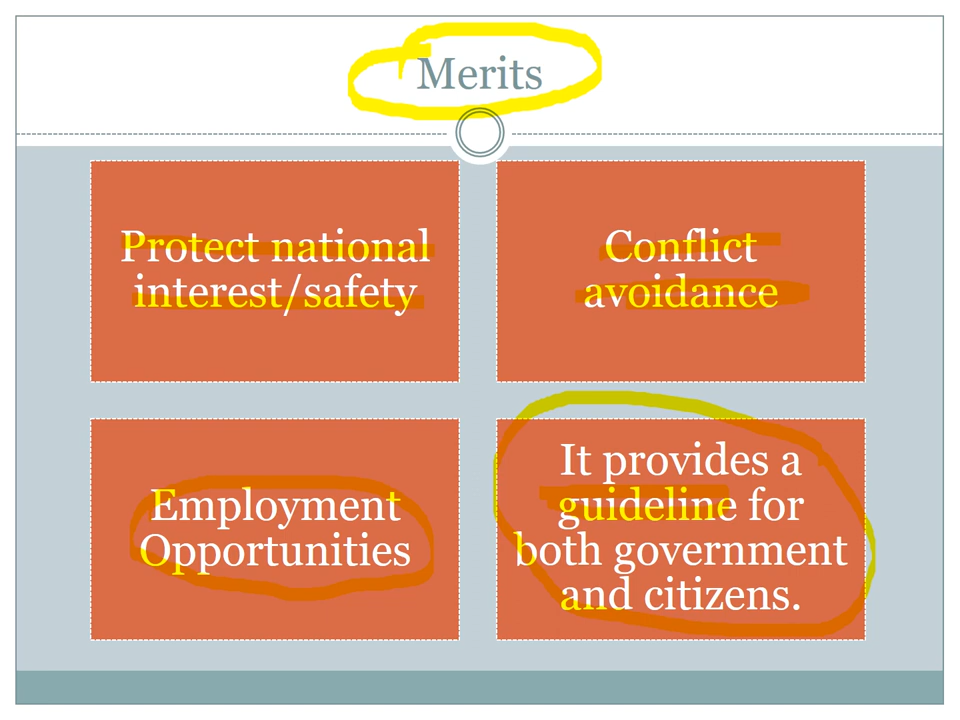 Merits
Protect national
interest/safety
Conflict
avoidance
Employment
Opportunities
It provides a
guideline for
both government
and citizens.